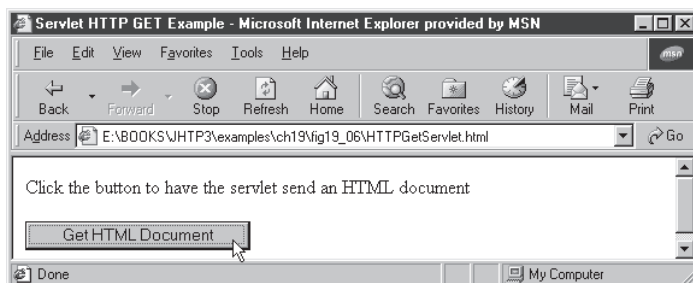 Servlet HTTP GET Example - Microsoft Internet Explorer provided by MSN
File Edit View Favorites Tools Help
msn
Back Forward Stop Refresh Home Search Favorites History Mail Print
Address E:\BOOKS\JHTP3\examples\ch19\fig19_06\HTTPGetServlet.html Go
Click the button to have the servlet send an HTML document
Get HTML Document
Done My Computer